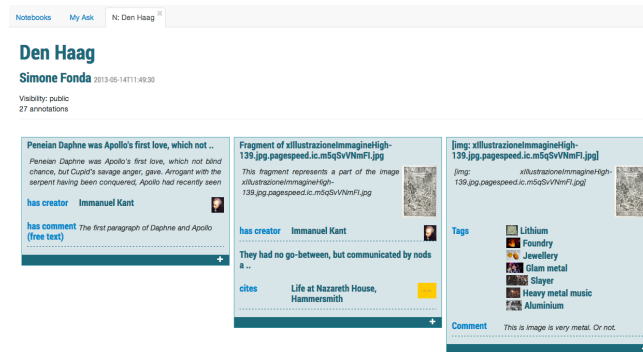 Notebooks My Ask N: Den Haag
Den Haag
Simone Fonda 2013-05-14T11:49:30
Visibility: public
27 annotations
Peneian Daphne was Apollo's first love, which not ..
Peneian Daphne was Apollo's first love, which not blind
chance, but Cupid's savage anger, gave. Arrogant with the
serpent having been conquered, Apollo had recently seen
has creator Immanuel Kant
has comment The first paragraph of Daphne and Apollo
(free text)
+
Fragment of xIllustrazioneImmagineHigh-
139.jpg.pagespeed.ic.m5qSvVNmFI.jpg
This fragment represents a part of the image
xIllustrazioneImmagineHigh-
139.jpg.pagespeed.ic.m5qSvVNmFI.jpg
has creator Immanuel Kant
They had no go-between, but communicated by nods
a ..
cites Life at Nazareth House,
Hammersmith
+
[img: xIllustrazioneImmagineHigh-
139.jpg.pagespeed.ic.m5qSvVNmFI.jpg]
[img: xIllustrazioneImmagineHigh-
139.jpg.pagespeed.ic.m5qSvVNmFI.jpg]
Tags Lithium
Foundry
Jewellery
Glam metal
Slayer
Heavy metal music
Aluminium
Comment This is image is very metal. Or not.